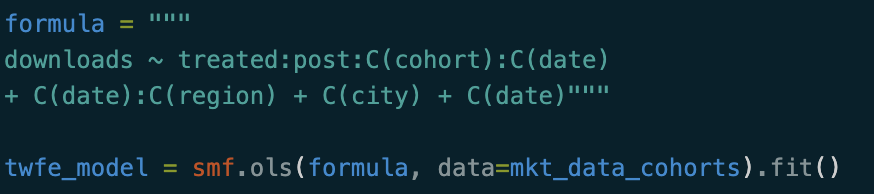 formula = """
downloads ~ treated:post:C(cohort):C(date)
+ C(date):C(region) + C(city) + C(date)"""
twfe_model = smf.ols(formula, data=mkt_data_cohorts).fit()